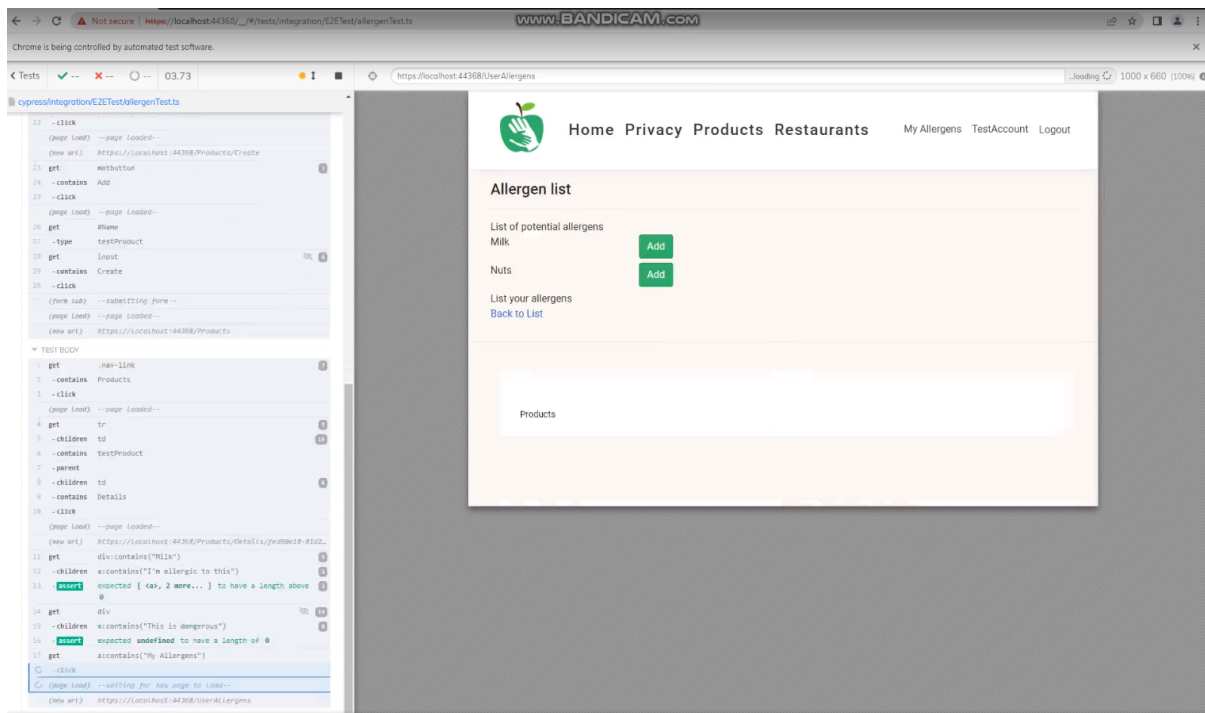 Not secure | https://localhost:44368/__/#/tests/integration/E2ETest/allergenTest.ts
www.BANDICAM.com
Chrome is being controlled by automated test software.
< Tests -- -- -- 03.73
https://localhost:44368/UserAllergens
..loading 1000 x 660 (100%)
cypress/integration/E2ETest/allergenTest.ts
22 -click
(page load) --page loaded--
(new url) https://localhost:44368/Products/Create
23 get matbutton
24 -contains Add
-click
(page load) --page loaded--
26 get #Name
27 -type testProduct
get input
-contains Create
-click
(form sub) --submitting form--
(page load) --page loaded--
(new url) https://localhost:44368/Products
TEST BODY
1 get .nav-link 7
2 -contains Products
3 -click
(page load) --page loaded--
4 get tr
5 -children td
6 -contains testProduct
7 -parent
8 -children td 4
9 -contains Details
10 -click
(page load) --page loaded--
(new url)
11 get div:contains("Milk")
12 -children a:contains("I'm allergic to this")
13 -assert expected [ <a>, 2 more... ] to have a length above
0
14 get div
15 -children a:contains("This is dangerous")
16 -assert expected undefined to have a length of 0
17 get a:contains("My Allergens")
-click
(page load) --waiting for new page to load--
(new url) https://localhost:44368/UserAllergens
Home Privacy Products Restaurants My Allergens TestAccount Logout
Allergen list
List of potential allergens
Milk Add
Nuts Add
List your allergens
Back to List
Products